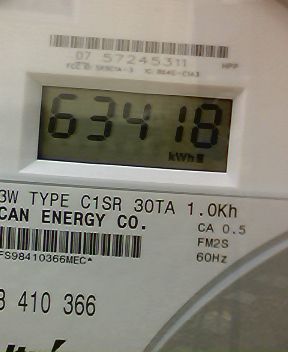 07 57245311
HPP
63418
kWh
3W TYPE C1SR 30TA 1.0Kh
CAN ENERGY CO.
CA 0.5
FM2S
60Hz
FS98410366MEC*
8 410 366